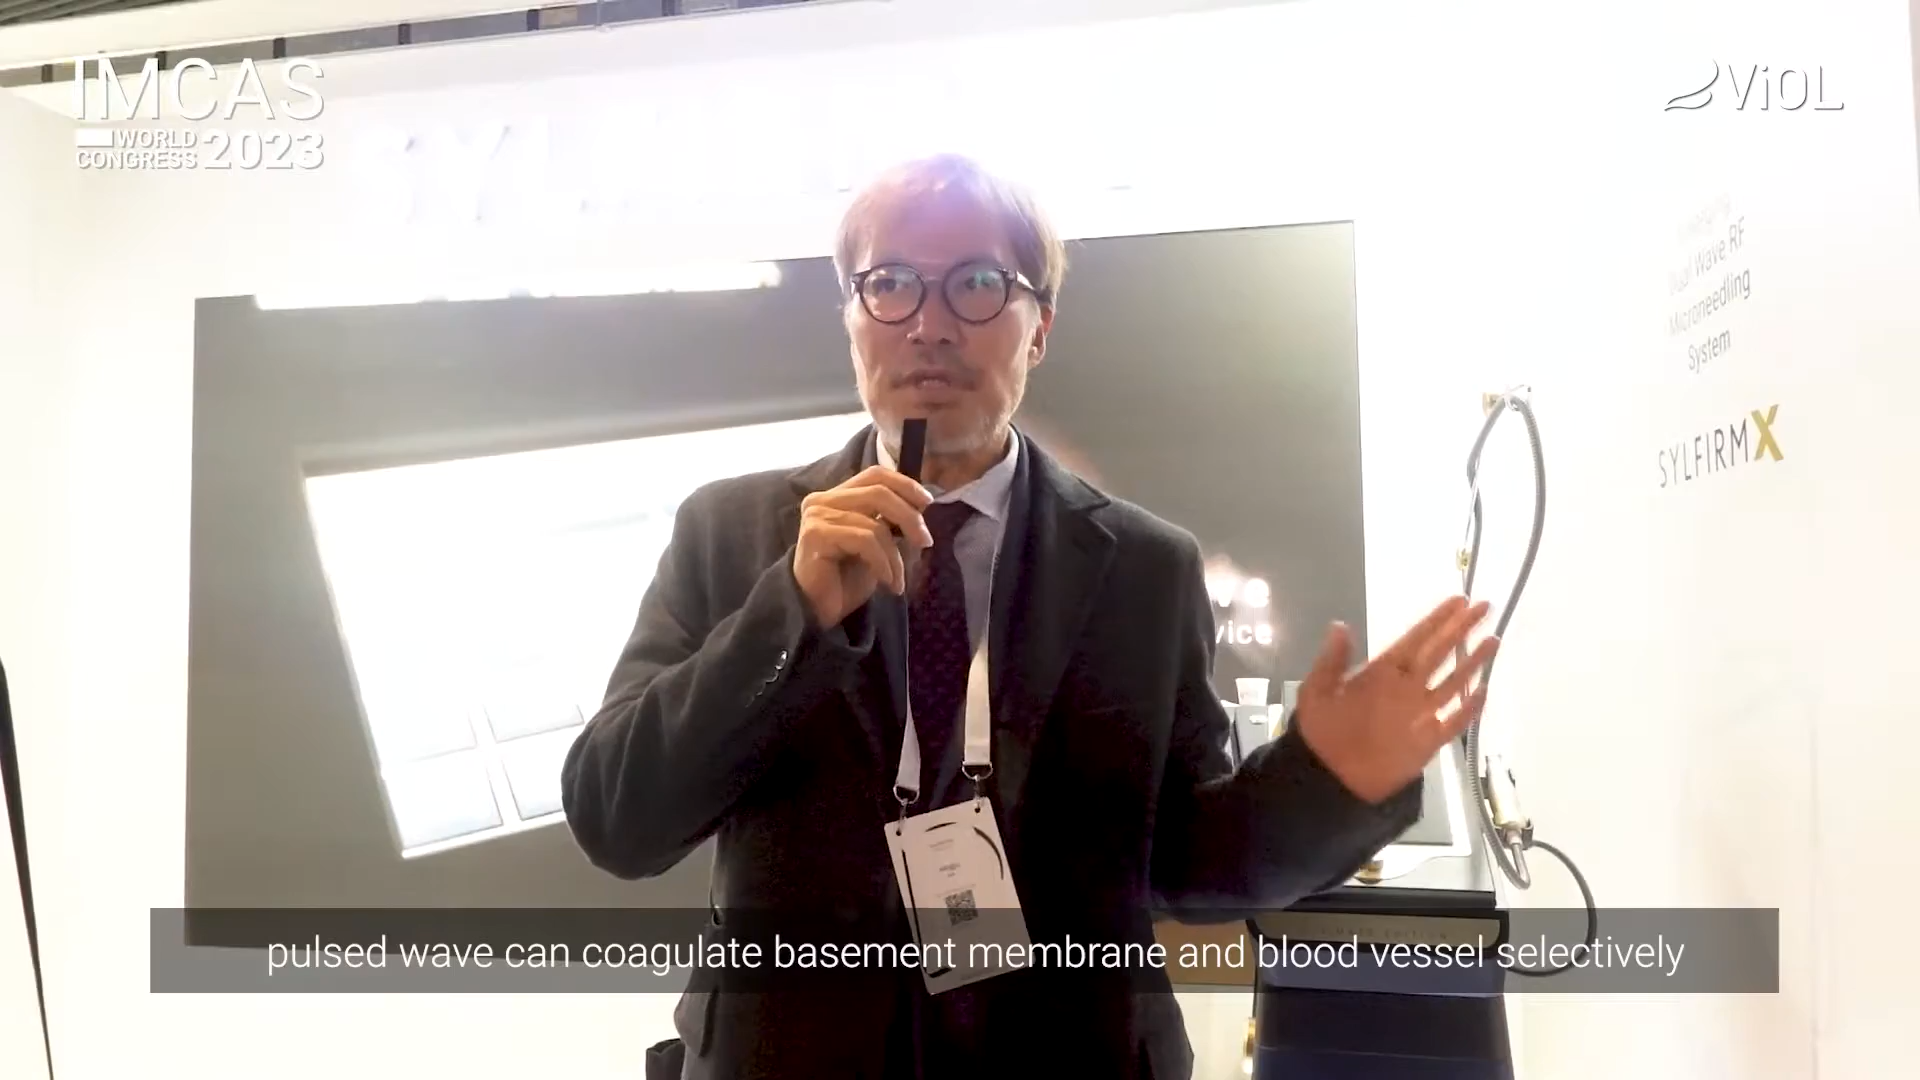 IMCAS
WORLD
CONGRESS 2023
ViOL
Dual Wave RF
Microneedling
System
SYLFIRM X
pulsed wave can coagulate basement membrane and blood vessel selectively